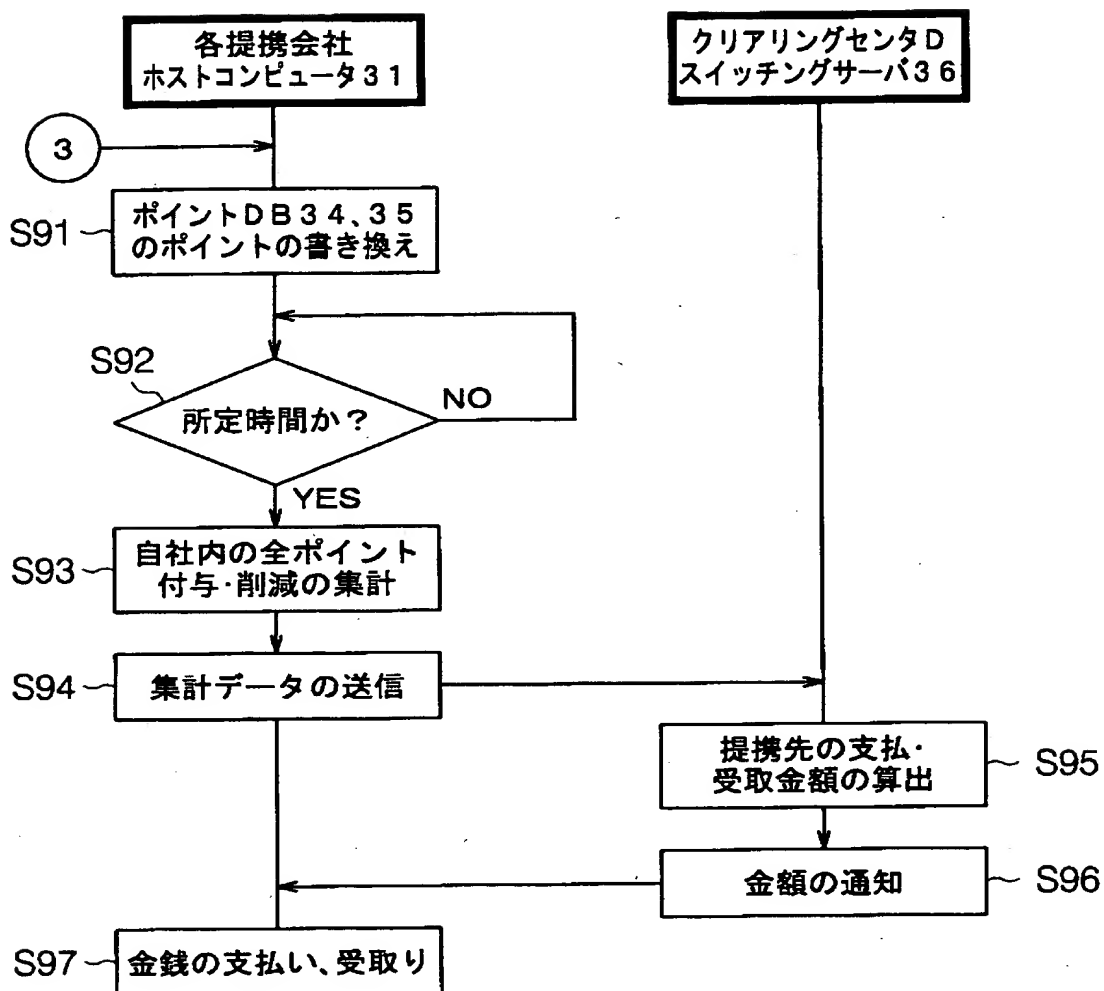 各提携会社
ホストコンピュータ31
クリアリングセンタD
スイッチングサーバ36
3
S91
ポイントDB34、35
のポイントの書き換え
S92
所定時間か?
NO
YES
S93
自社内の全ポイント
付与・削減の集計
S94
集計データの送信
提携先の支払・
受取金額の算出
S95
金額の通知
S96
S97
金銭の支払い、受取り